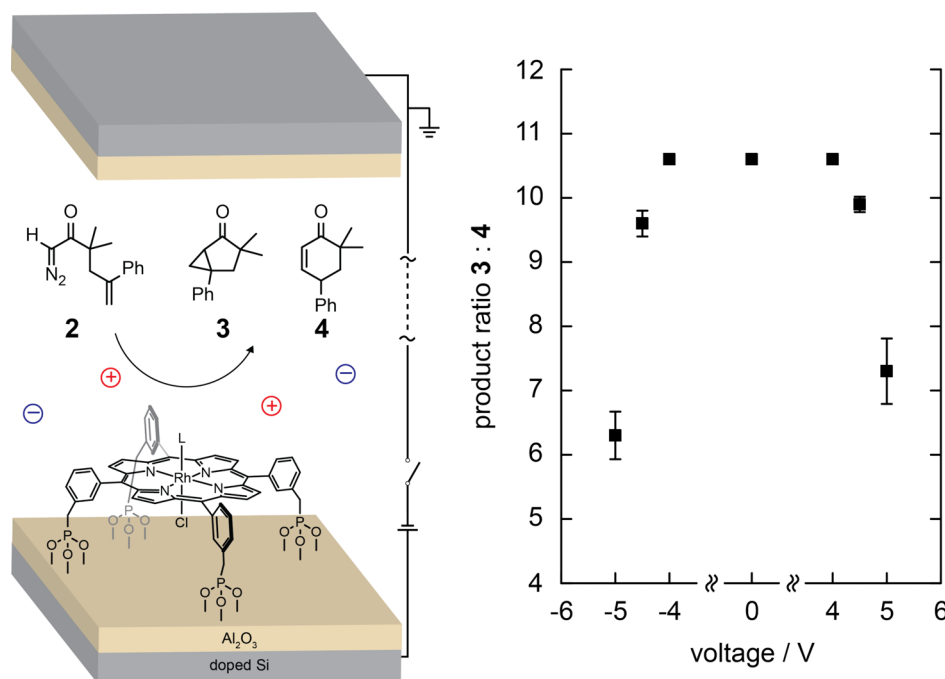 H
O
N2
Ph
2
O
Ph
3
O
Ph
4
+
−
+
−
L
N
N
Rh
N
N
Cl
P
O
O
O
P
O
O
O
P
O
O
O
P
O
O
O
Al2O3
doped Si
product ratio 3 : 4
12
11
10
9
8
7
6
5
4
-6
-5
-4
0
4
5
6
voltage / V